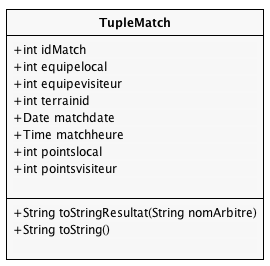 TupleMatch
+int idMatch
+int equipelocal
+int equipevisiteur
+int terrainid
+Date matchdate
+Time matchheure
+int pointslocal
+int pointsvisiteur
+String toStringResultat(String nomArbitre)
+String toString()